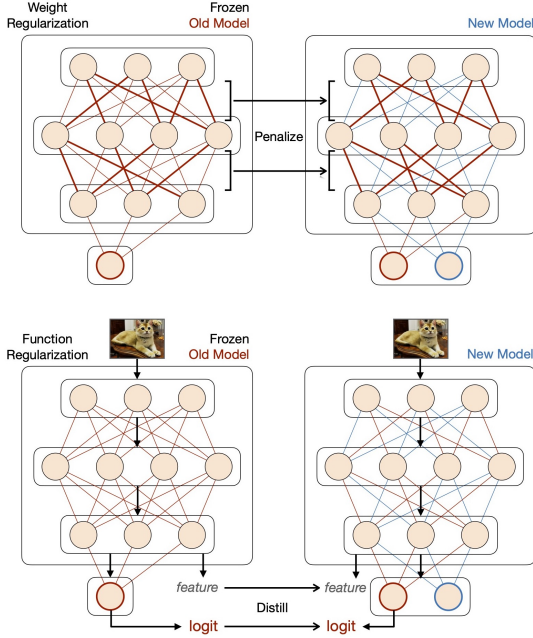 Weight
Regularization
Frozen
Old Model
New Model
Penalize
Function
Regularization
Frozen
Old Model
New Model
feature
feature
Distill
logit
logit